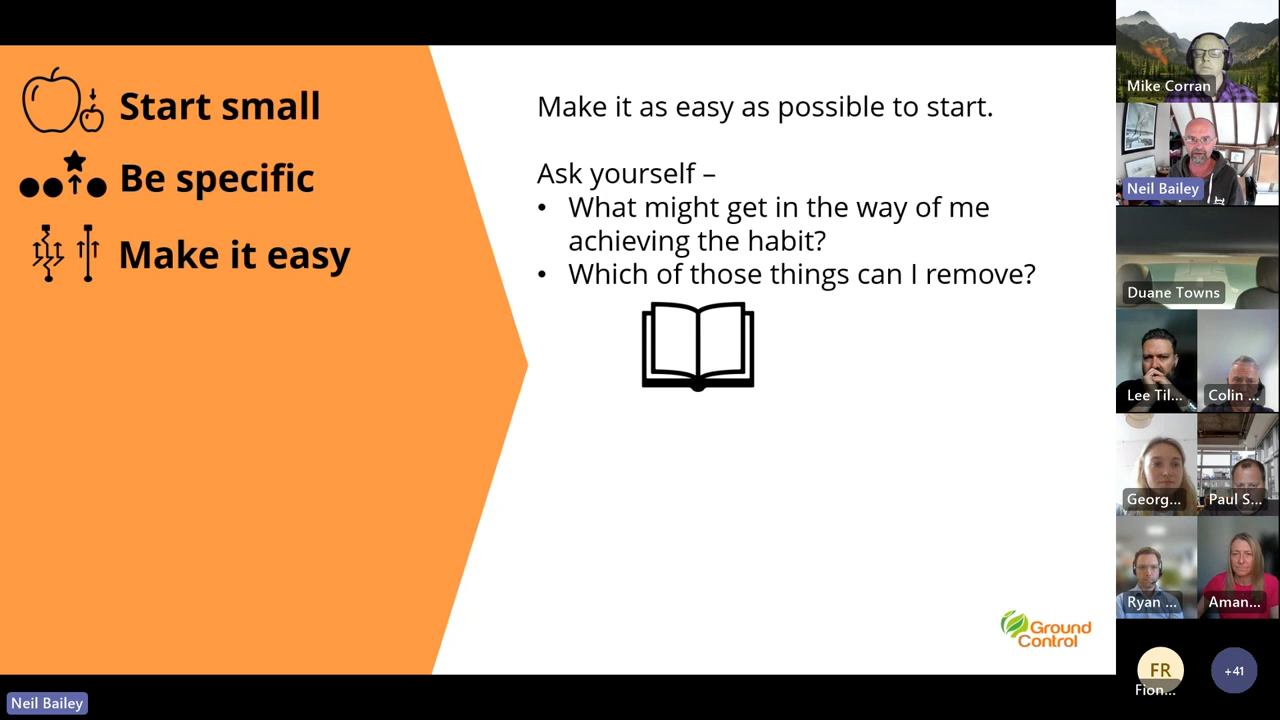 Start small
Be specific
Make it easy
Make it as easy as possible to start.
Ask yourself –
• What might get in the way of me
achieving the habit?
• Which of those things can I remove?
Ground
Control
Neil Bailey
Mike Corran
Neil Bailey
Duane Towns
Lee Til...
Colin ...
Georg...
Paul S...
Ryan ...
Aman...
FR
Fion...
+41